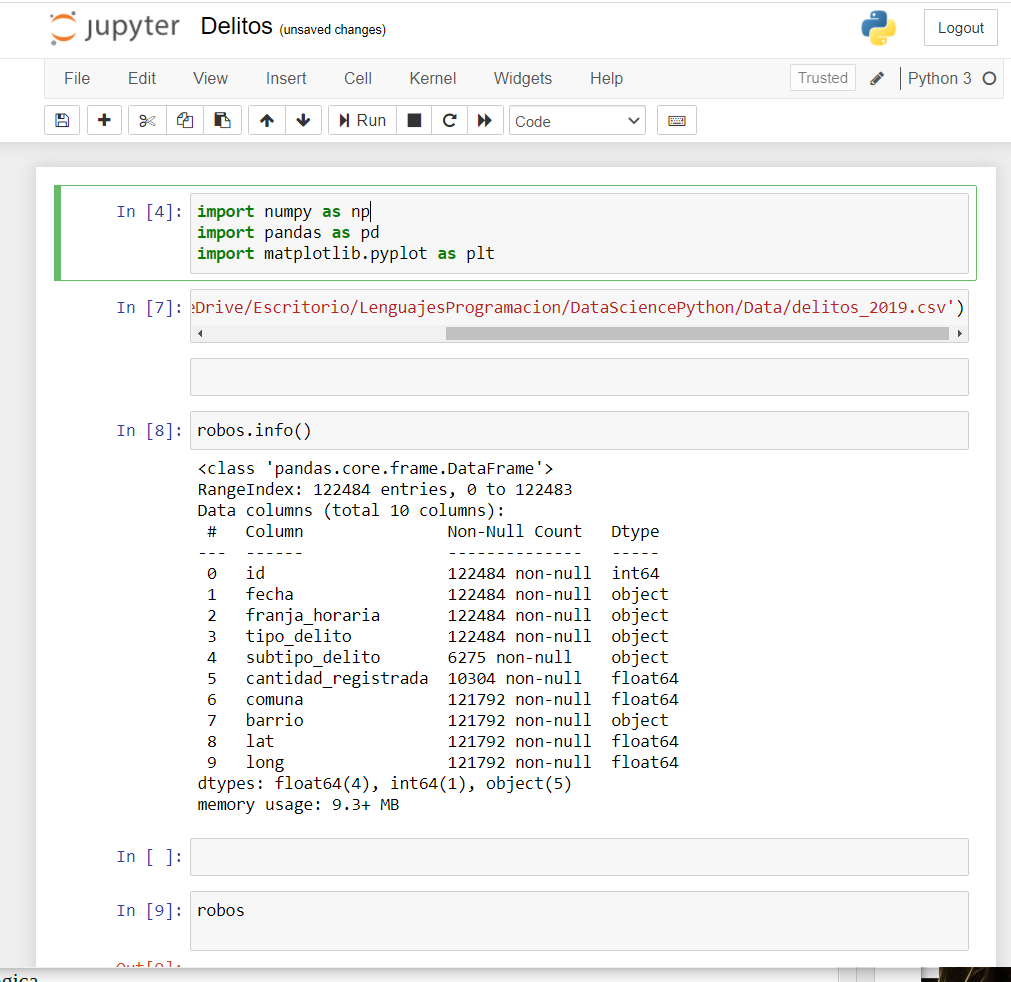 jupyter Delitos (unsaved changes) Logout
File Edit View Insert Cell Kernel Widgets Help Trusted Python 3
Run Code
In [4]: import numpy as np
import pandas as pd
import matplotlib.pyplot as plt
In [7]: eDrive/Escritorio/LenguajesProgramacion/DataSciencePython/Data/delitos_2019.csv')
In [8]: robos.info()
<class 'pandas.core.frame.DataFrame'>
RangeIndex: 122484 entries, 0 to 122483
Data columns (total 10 columns):
# Column Non-Null Count Dtype
--- ------ -------------- -----
0 id 122484 non-null int64
1 fecha 122484 non-null object
2 franja_horaria 122484 non-null object
3 tipo_delito 122484 non-null object
4 subtipo_delito 6275 non-null object
5 cantidad_registrada 10304 non-null float64
6 comuna 121792 non-null float64
7 barrio 121792 non-null object
8 lat 121792 non-null float64
9 long 121792 non-null float64
dtypes: float64(4), int64(1), object(5)
memory usage: 9.3+ MB
In [ ]:
In [9]: robos
Out[9]: